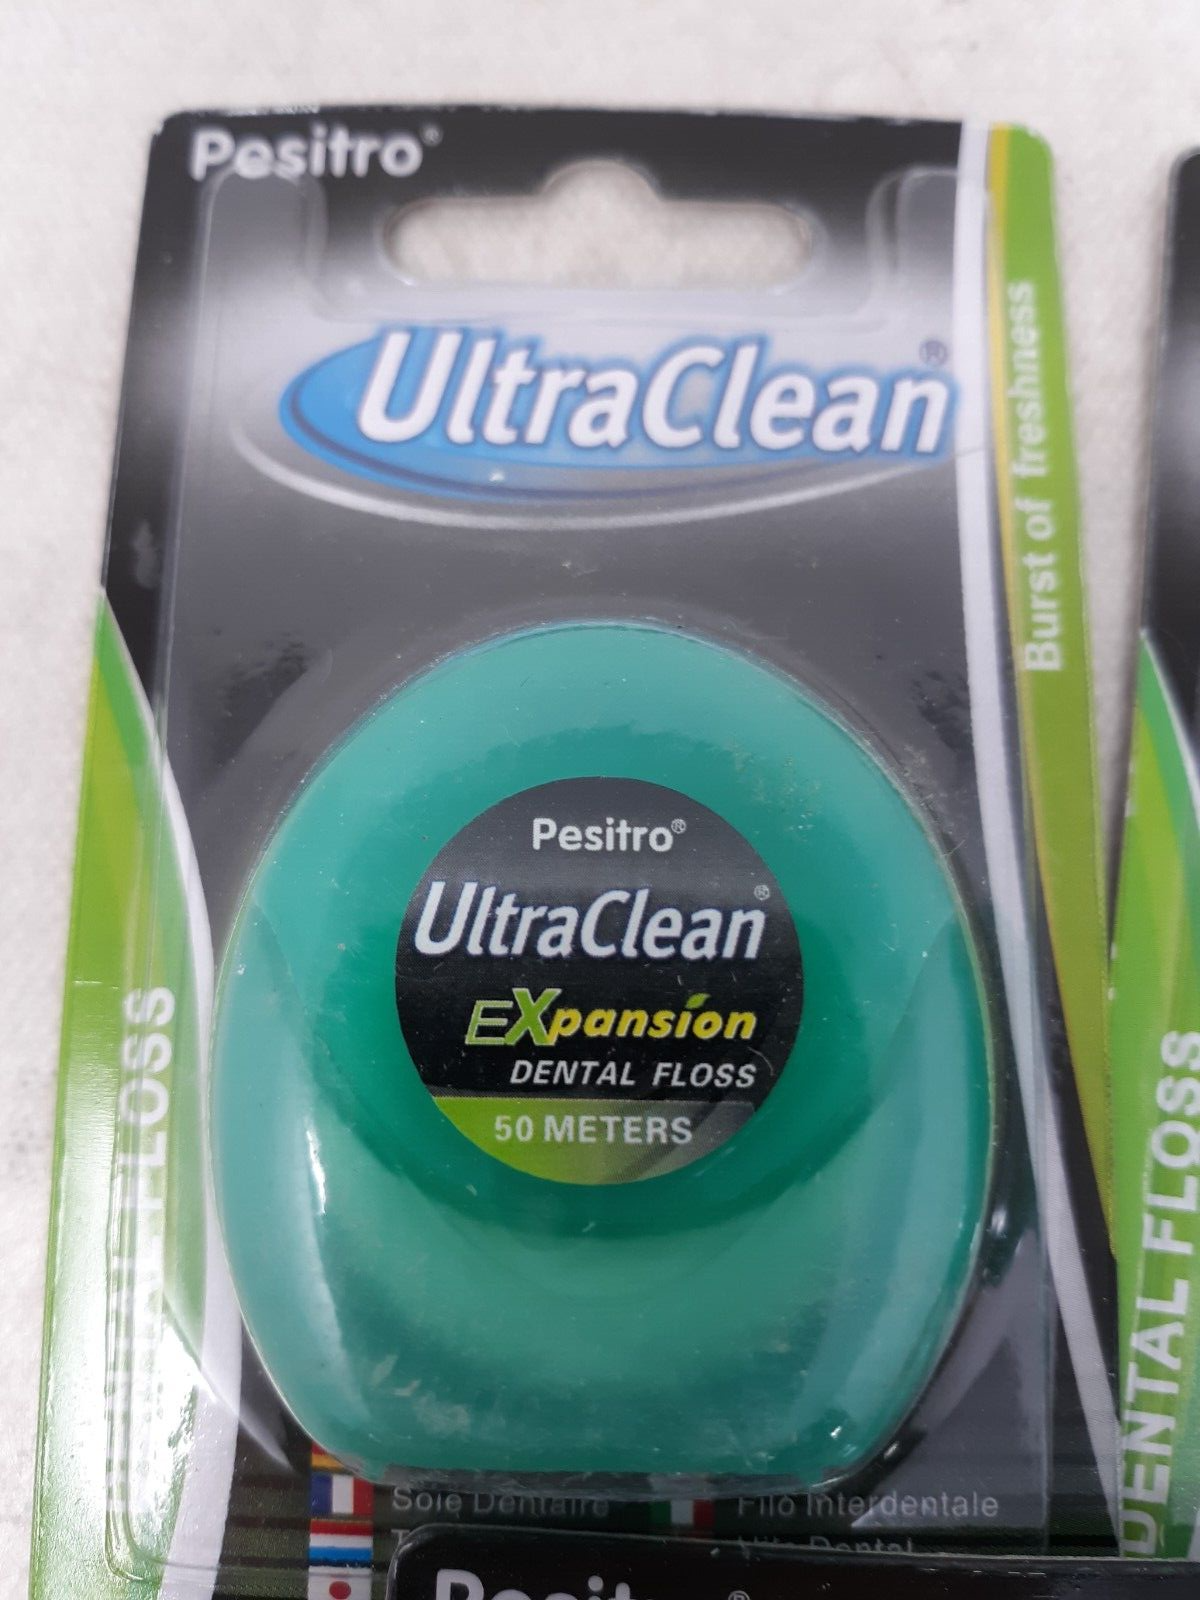 Pesitro®
UltraClean®
Burst of freshness
Pesitro®
UltraClean®
EXpansion
DENTAL FLOSS
50 METERS
DENTAL FLOSS
Soie Dentaire
Filo Interdentale
DENTAL FLOSS